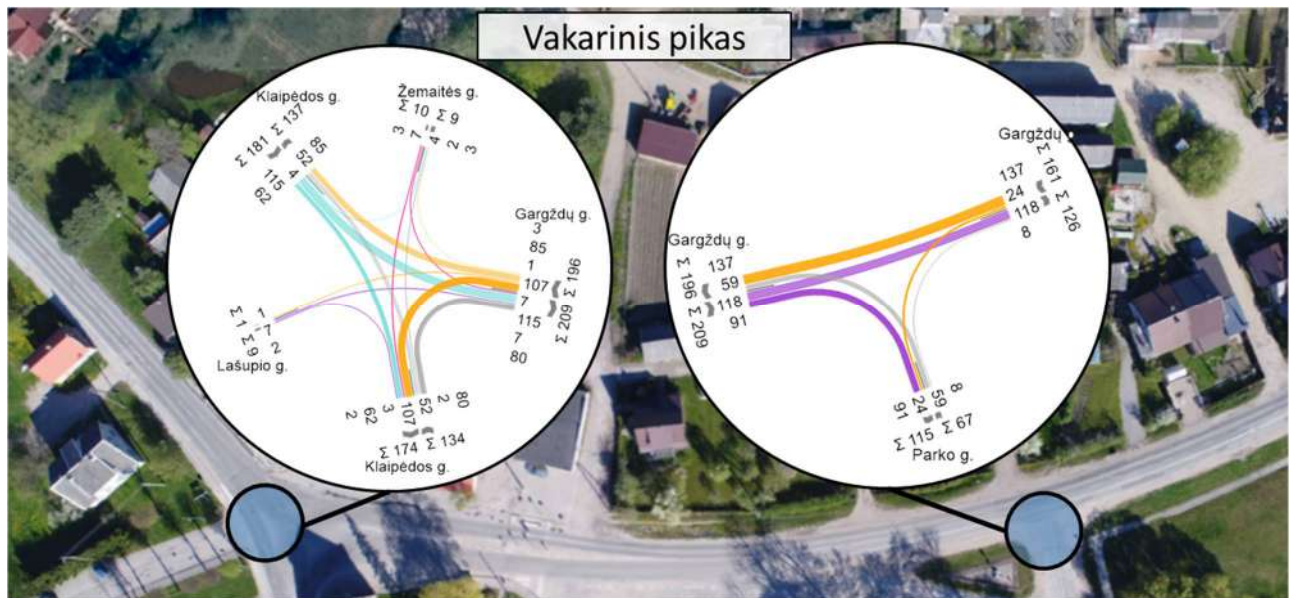 Vakarinis pikas
Klaipėdos g.
Σ 181 Σ 137
62
115
4
52
85
Žemaitės g.
Σ 10 Σ 9
3
7
4
2
3
Gargždų g.
3
85
1
107
7
115
7
80
Σ 196
Σ 209
1
7
2
Σ 1
Σ 9
Lašupio g.
2
62
3
107
52
2
80
Σ 174 Σ 134
Klaipėdos g.
Gargždų g.
137
59
118
91
Σ 196
Σ 209
Gargždų
137
24
118
8
Σ 161
Σ 126
91
24
59
8
Σ 115 Σ 67
Parko g.